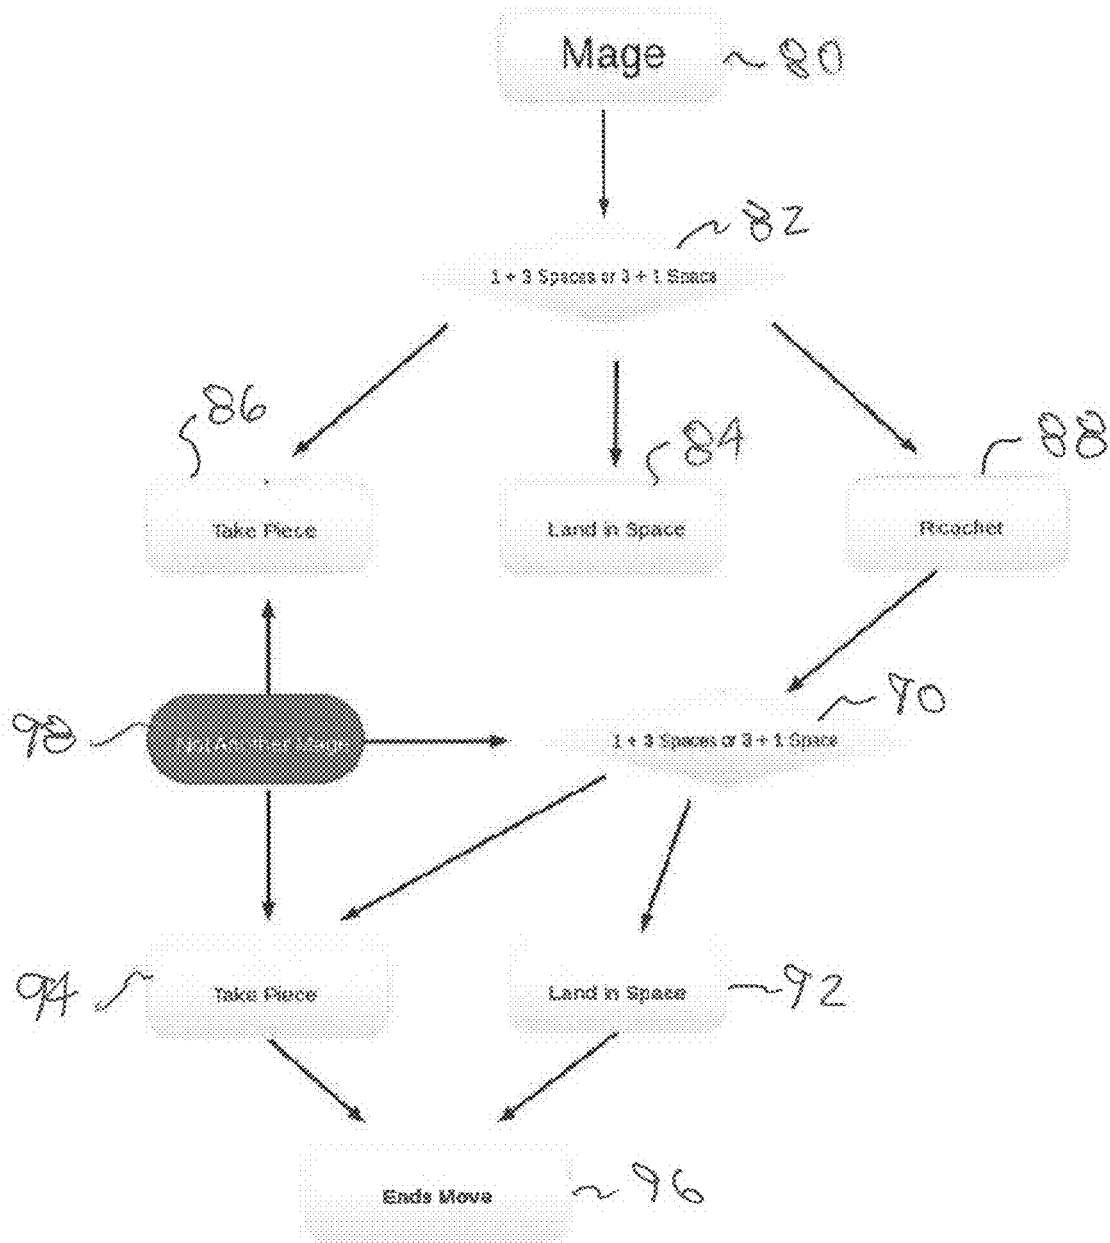 Mage
80
82
1 + 3 Spaces or 3 + 1 Space
86
84
88
Take Piece
Land in Space
Ricochet
98
90
1 + 3 Spaces or 3 + 1 Space
94
Take Piece
Land in Space
92
Ends Move
96